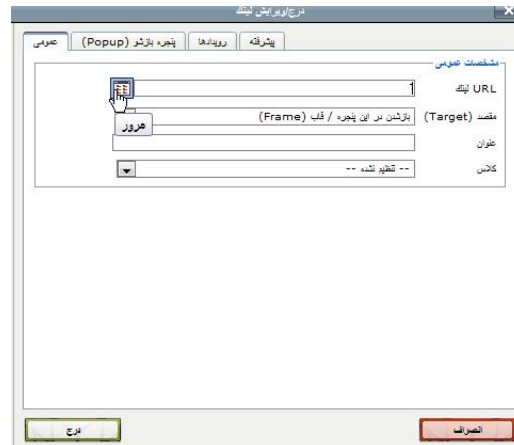 درج/ویرایش لینک
عمومی پنجره بازشو (Popup) رویدادها پیشرفته
مشخصات عمومی
URL لینک
مقصد (Target) بازشدن در این پنجره / قاب (Frame)
مرور
عنوان
کلاس -- تنظیم نشده --
درج انصراف